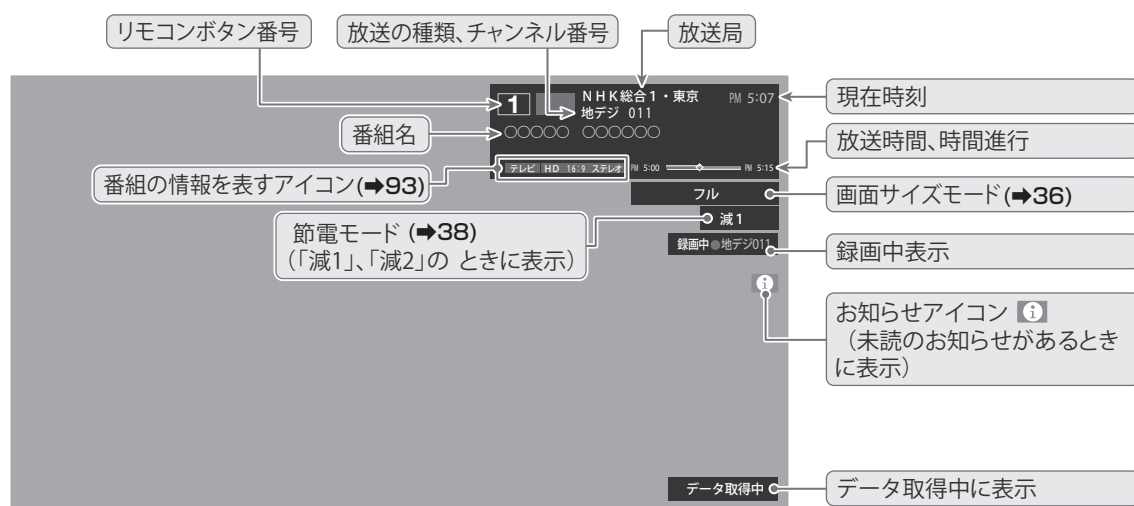 リモコンボタン番号
放送の種類、チャンネル番号
放送局
1
NHK総合1・東京
PM 5:07
現在時刻
地デジ 011
番組名
○○○○○ ○○○○○○
放送時間、時間進行
テレビ HD 16:9 ステレオ
PM 5:00
PM 5:15
番組の情報を表すアイコン(➡93)
フル
画面サイズモード(➡36)
減1
節電モード (➡38)
(「減1」、「減2」の ときに表示)
録画中●地デジ011
録画中表示
i
お知らせアイコン i
(未読のお知らせがあるとき
に表示)
データ取得中
データ取得中に表示